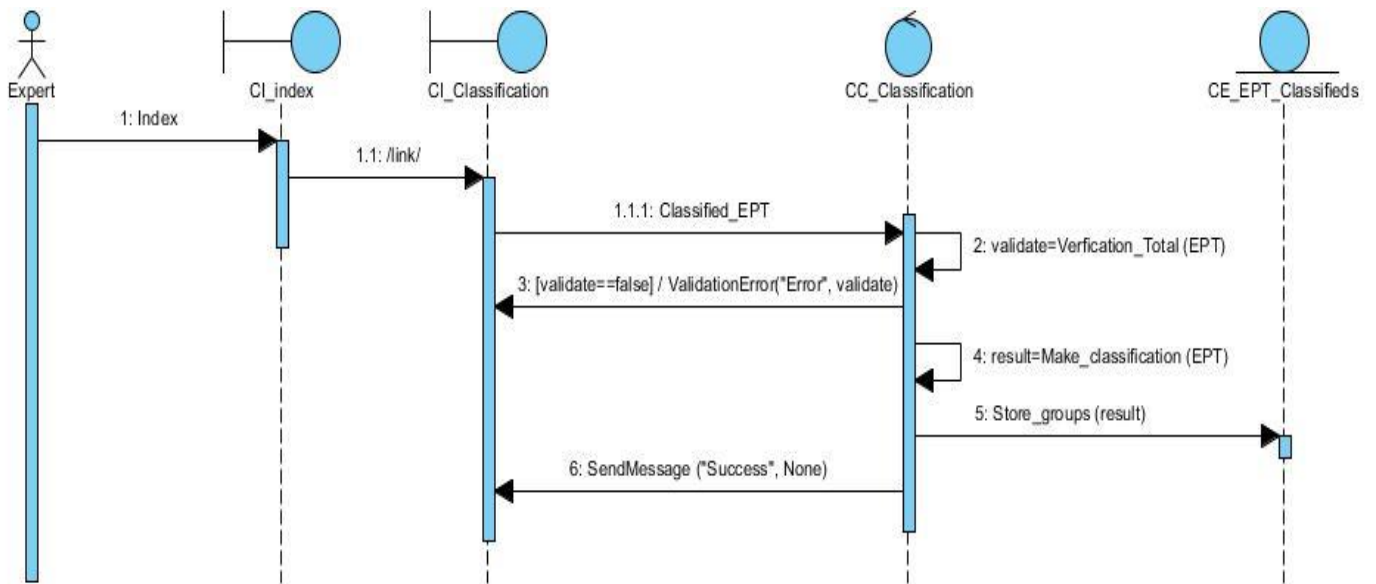 Expert
CI_index
CI_Classification
CC_Classification
CE_EPT_Classifieds
1: Index
1.1: /link/
1.1.1: Classified_EPT
2: validate=Verfication_Total (EPT)
3: [validate==false] / ValidationError("Error", validate)
4: result=Make_classification (EPT)
5: Store_groups (result)
6: SendMessage ("Success", None)